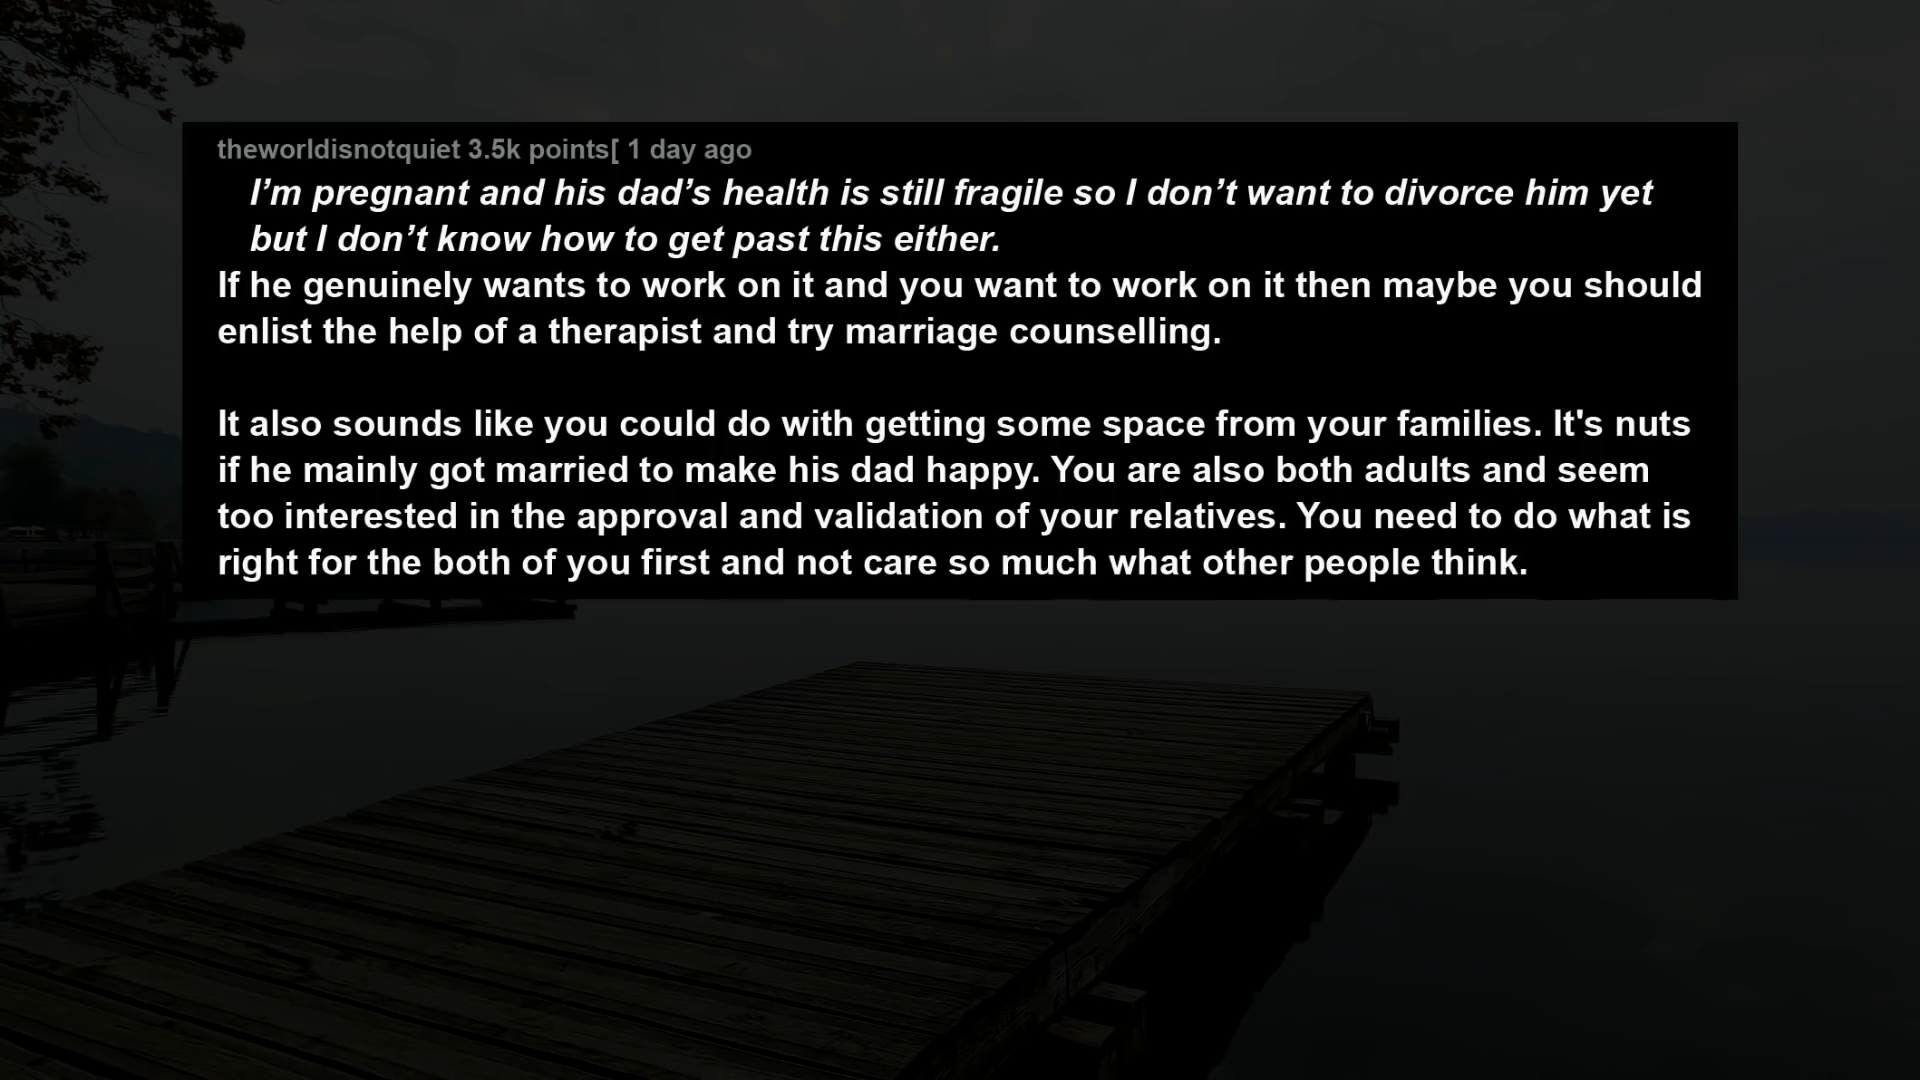 theworldisnotquiet 3.5k points[ 1 day ago
I’m pregnant and his dad’s health is still fragile so I don’t want to divorce him yet
but I don’t know how to get past this either.
If he genuinely wants to work on it and you want to work on it then maybe you should
enlist the help of a therapist and try marriage counselling.
It also sounds like you could do with getting some space from your families. It's nuts
if he mainly got married to make his dad happy. You are also both adults and seem
too interested in the approval and validation of your relatives. You need to do what is
right for the both of you first and not care so much what other people think.